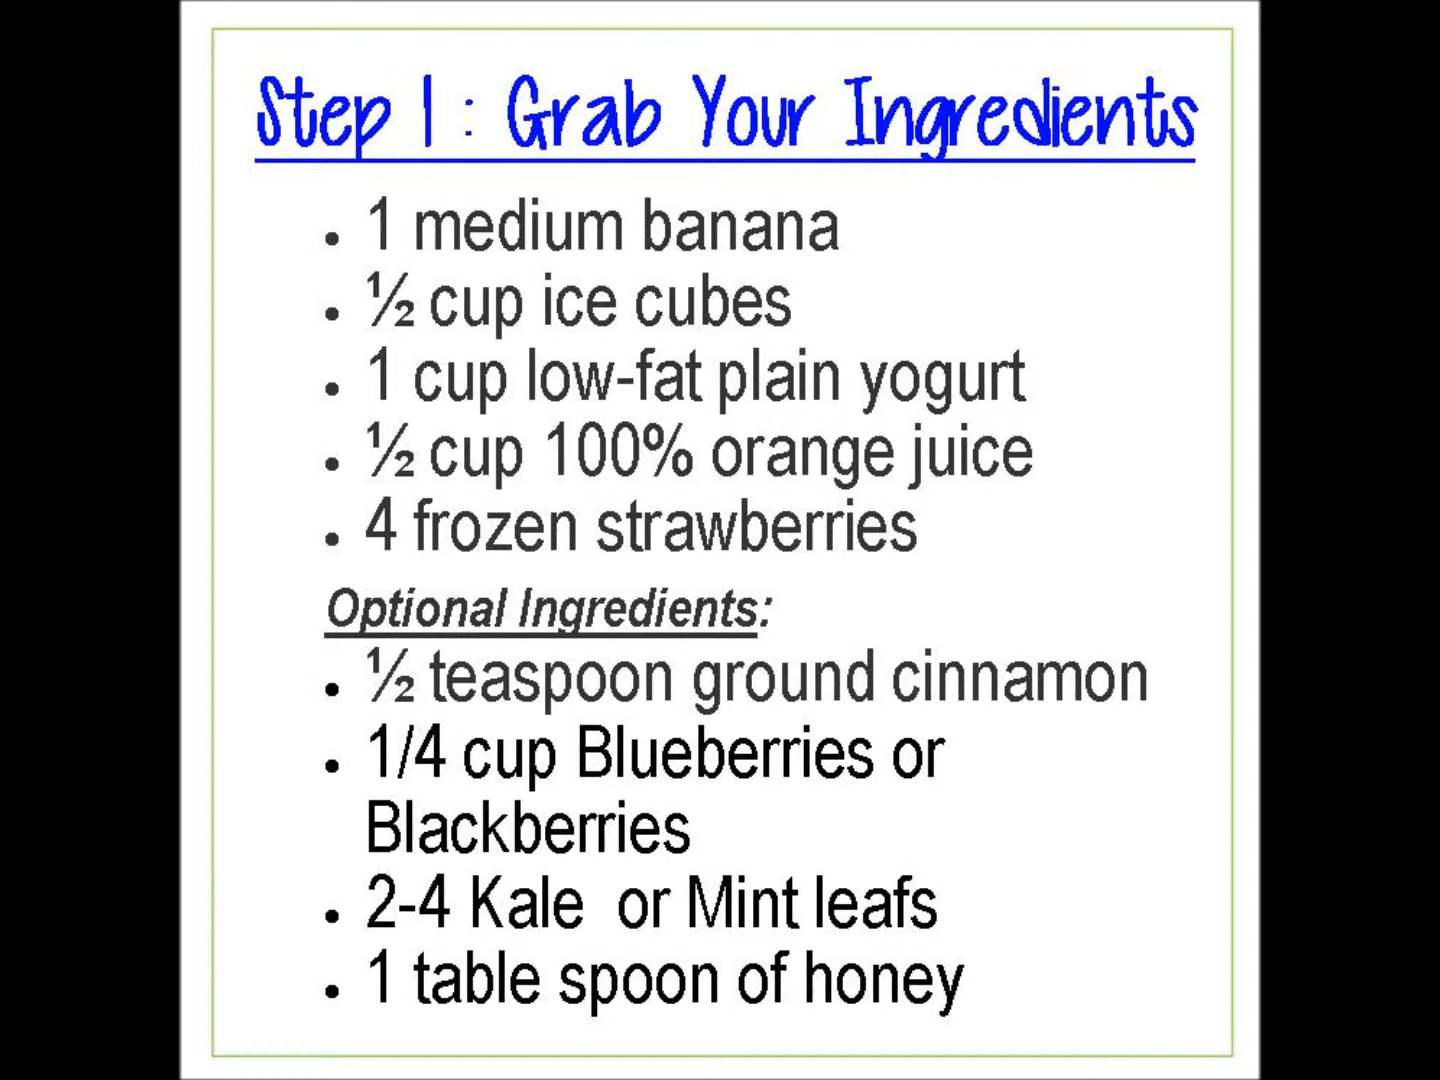 Step 1 : Grab Your Ingredients
• 1 medium banana
• ½ cup ice cubes
• 1 cup low-fat plain yogurt
• ½ cup 100% orange juice
• 4 frozen strawberries
Optional Ingredients:
• ½ teaspoon ground cinnamon
• 1/4 cup Blueberries or
Blackberries
• 2-4 Kale  or Mint leafs
• 1 table spoon of honey